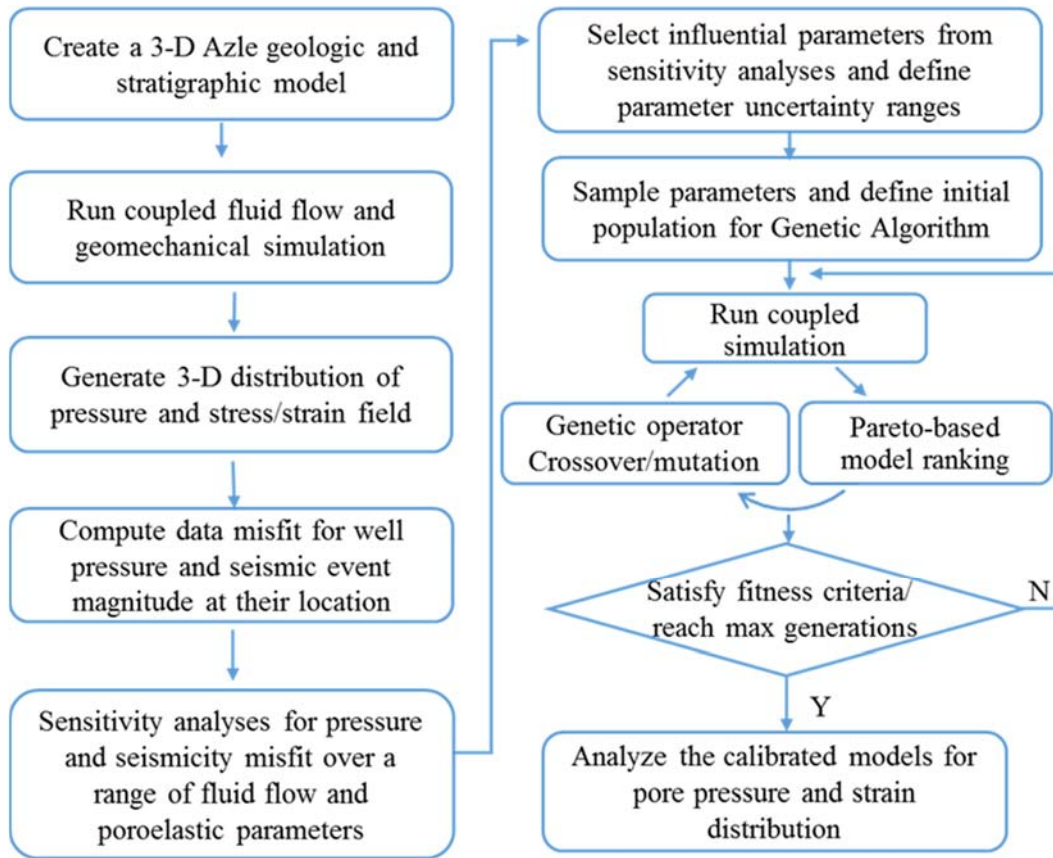 Create a 3-D Azle geologic and
stratigraphic model
Run coupled fluid flow and
geomechanical simulation
Generate 3-D distribution of
pressure and stress/strain field
Compute data misfit for well
pressure and seismic event
magnitude at their location
Sensitivity analyses for pressure
and seismicity misfit over a
range of fluid flow and
poroelastic parameters
Select influential parameters from
sensitivity analyses and define
parameter uncertainty ranges
Sample parameters and define initial
population for Genetic Algorithm
Run coupled
simulation
Genetic operator
Crossover/mutation
Pareto-based
model ranking
Satisfy fitness criteria/
reach max generations
N
Y
Analyze the calibrated models for
pore pressure and strain
distribution